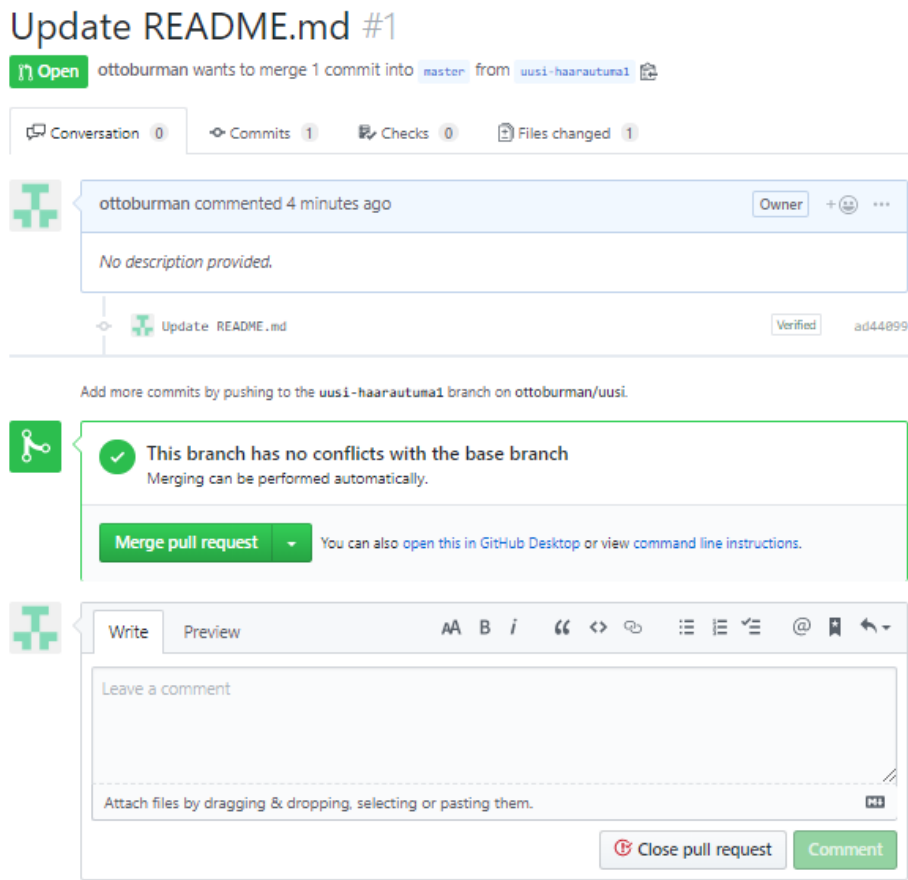 Update README.md #1
Open ottoburman wants to merge 1 commit into master from uusi-haarautuma1
Conversation 0 Commits 1 Checks 0 Files changed 1
ottoburman commented 4 minutes ago Owner
No description provided.
Update README.md Verified ad44099
Add more commits by pushing to the uusi-haarautuma1 branch on ottoburman/uusi.
This branch has no conflicts with the base branch
Merging can be performed automatically.
Merge pull request You can also open this in GitHub Desktop or view command line instructions.
Write Preview
Leave a comment
Attach files by dragging & dropping, selecting or pasting them.
Close pull request Comment